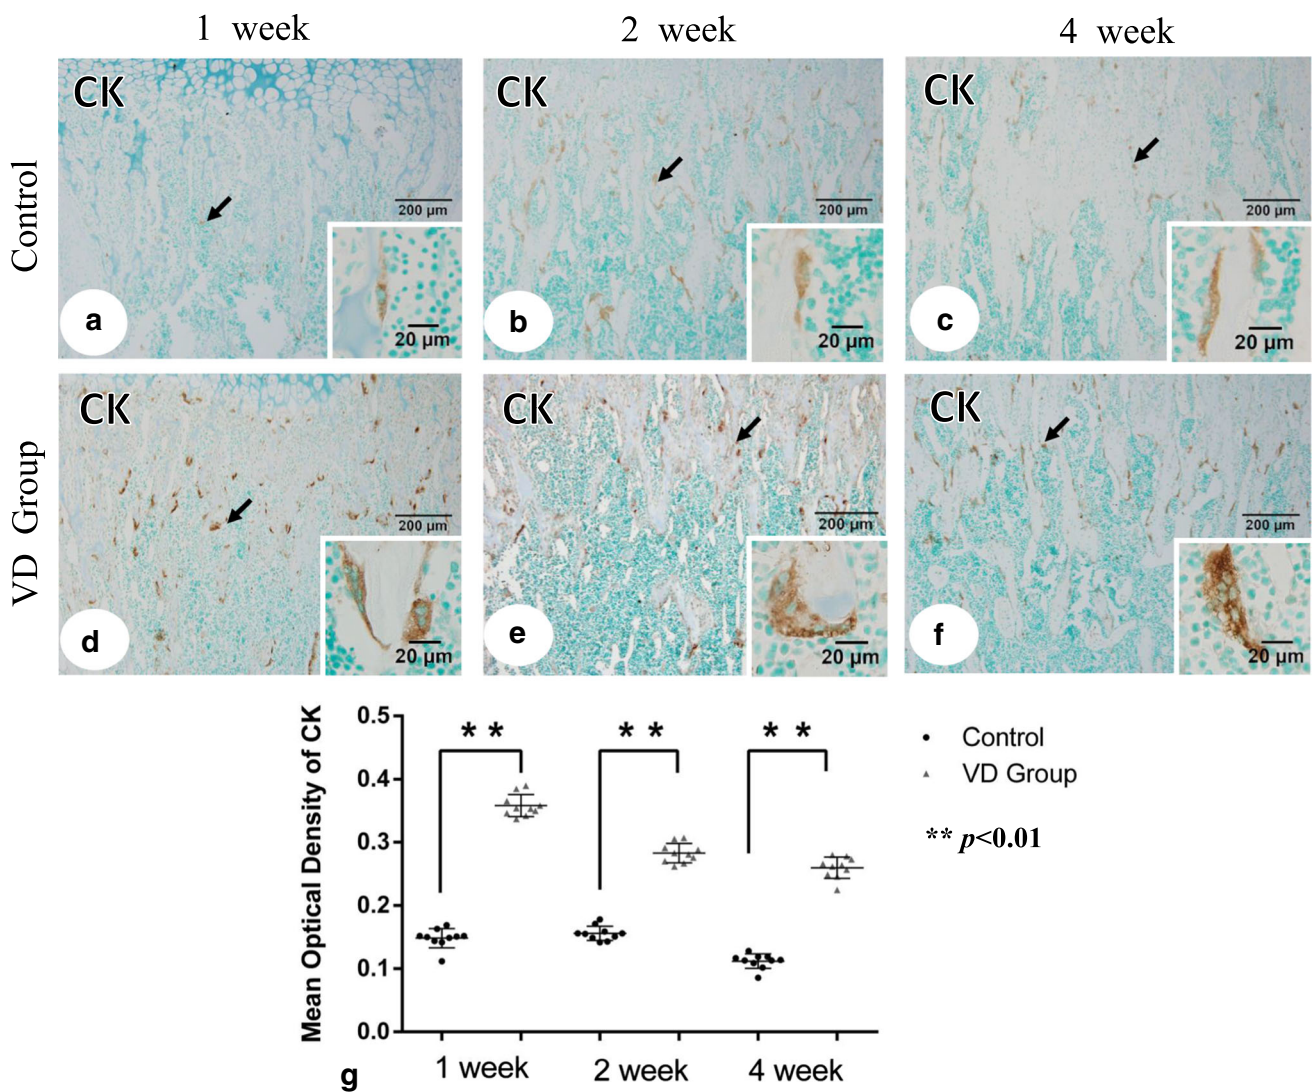 1 week 2 week 4 week
Control
CK
200 µm
20 µm
a
CK
200 µm
20 µm
b
CK
200 µm
20 µm
c
VD Group
CK
200 µm
20 µm
d
CK
200 µm
20 µm
e
CK
200 µm
20 µm
f
Mean Optical Density of CK
0.5
0.4
0.3
0.2
0.1
0.0
* *
* *
* *
1 week 2 week 4 week
Control
VD Group
** p<0.01
g